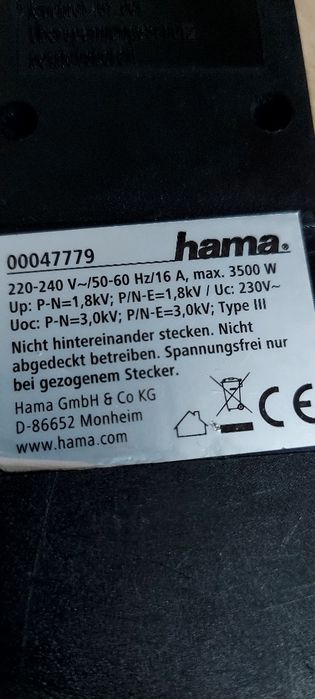 00047779 hama®
220-240 V~/50-60 Hz/16 A, max. 3500 W
Up: P-N=1,8kV; P/N-E=1,8kV / Uc: 230V~
Uoc: P-N=3,0kV; P/N-E=3,0kV; Type III
Nicht hintereinander stecken. Nicht
abgedeckt betreiben. Spannungsfrei nur
bei gezogenem Stecker.
Hama GmbH & Co KG
D-86652 Monheim
www.hama.com
CE